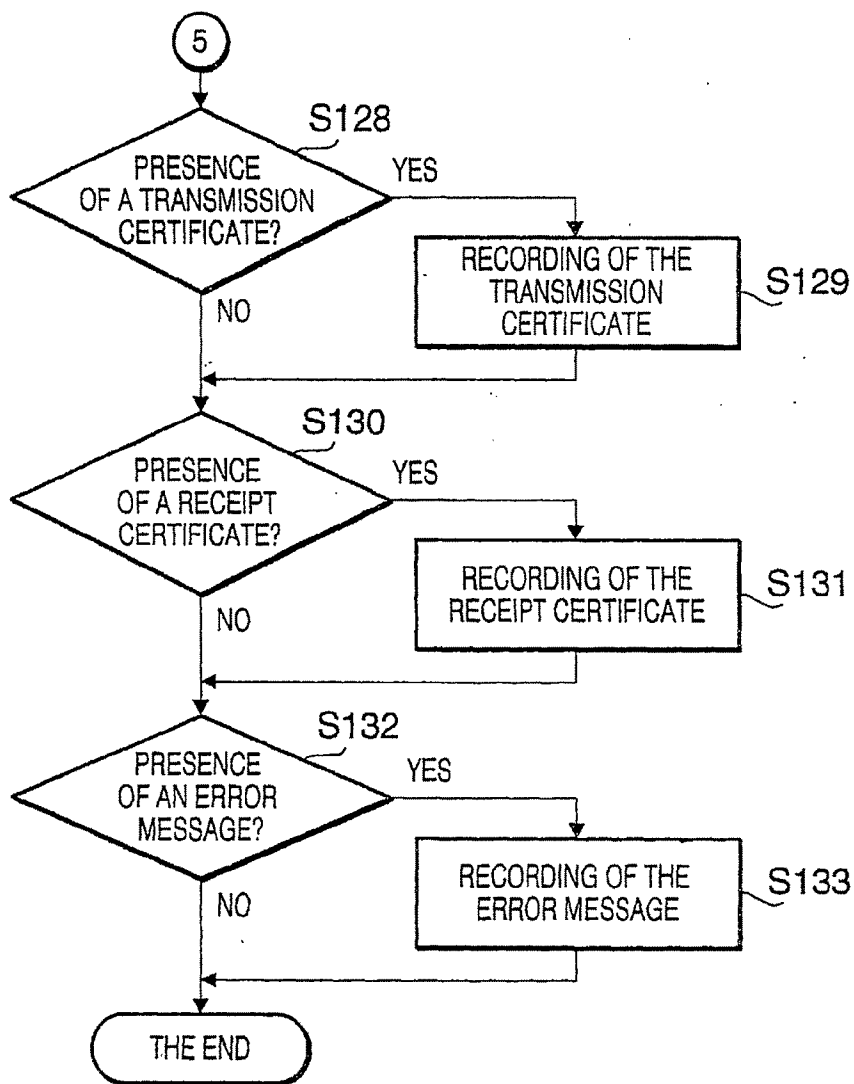 5
S128
PRESENCE
OF A TRANSMISSION
CERTIFICATE?
YES
RECORDING OF THE
TRANSMISSION
CERTIFICATE
S129
NO
S130
PRESENCE
OF A RECEIPT
CERTIFICATE?
YES
RECORDING OF THE
RECEIPT CERTIFICATE
S131
NO
S132
PRESENCE
OF AN ERROR
MESSAGE?
YES
RECORDING OF THE
ERROR MESSAGE
S133
NO
THE END